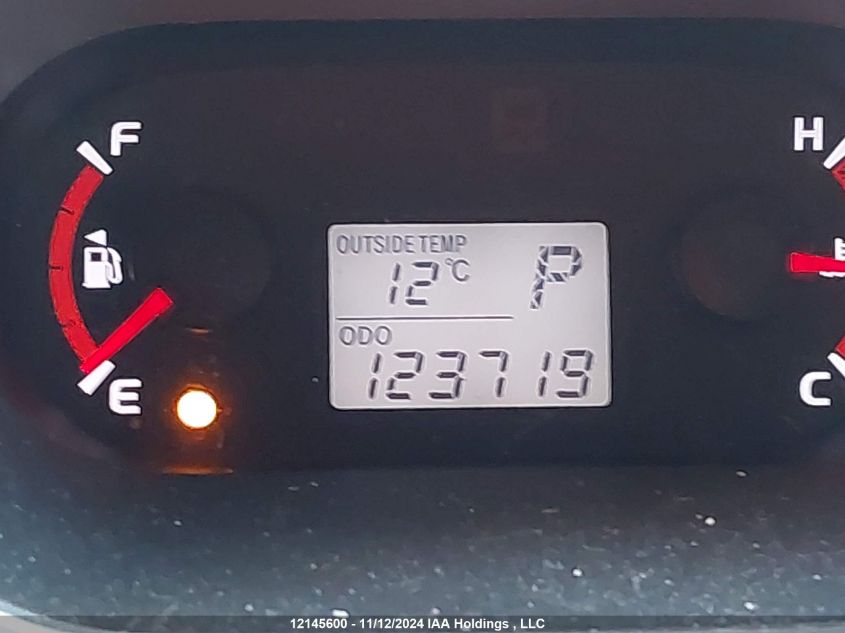 F
H
OUTSIDE TEMP
12°C
P
ODO
123719
E
C
12145600 - 11/12/2024 IAA Holdings , LLC